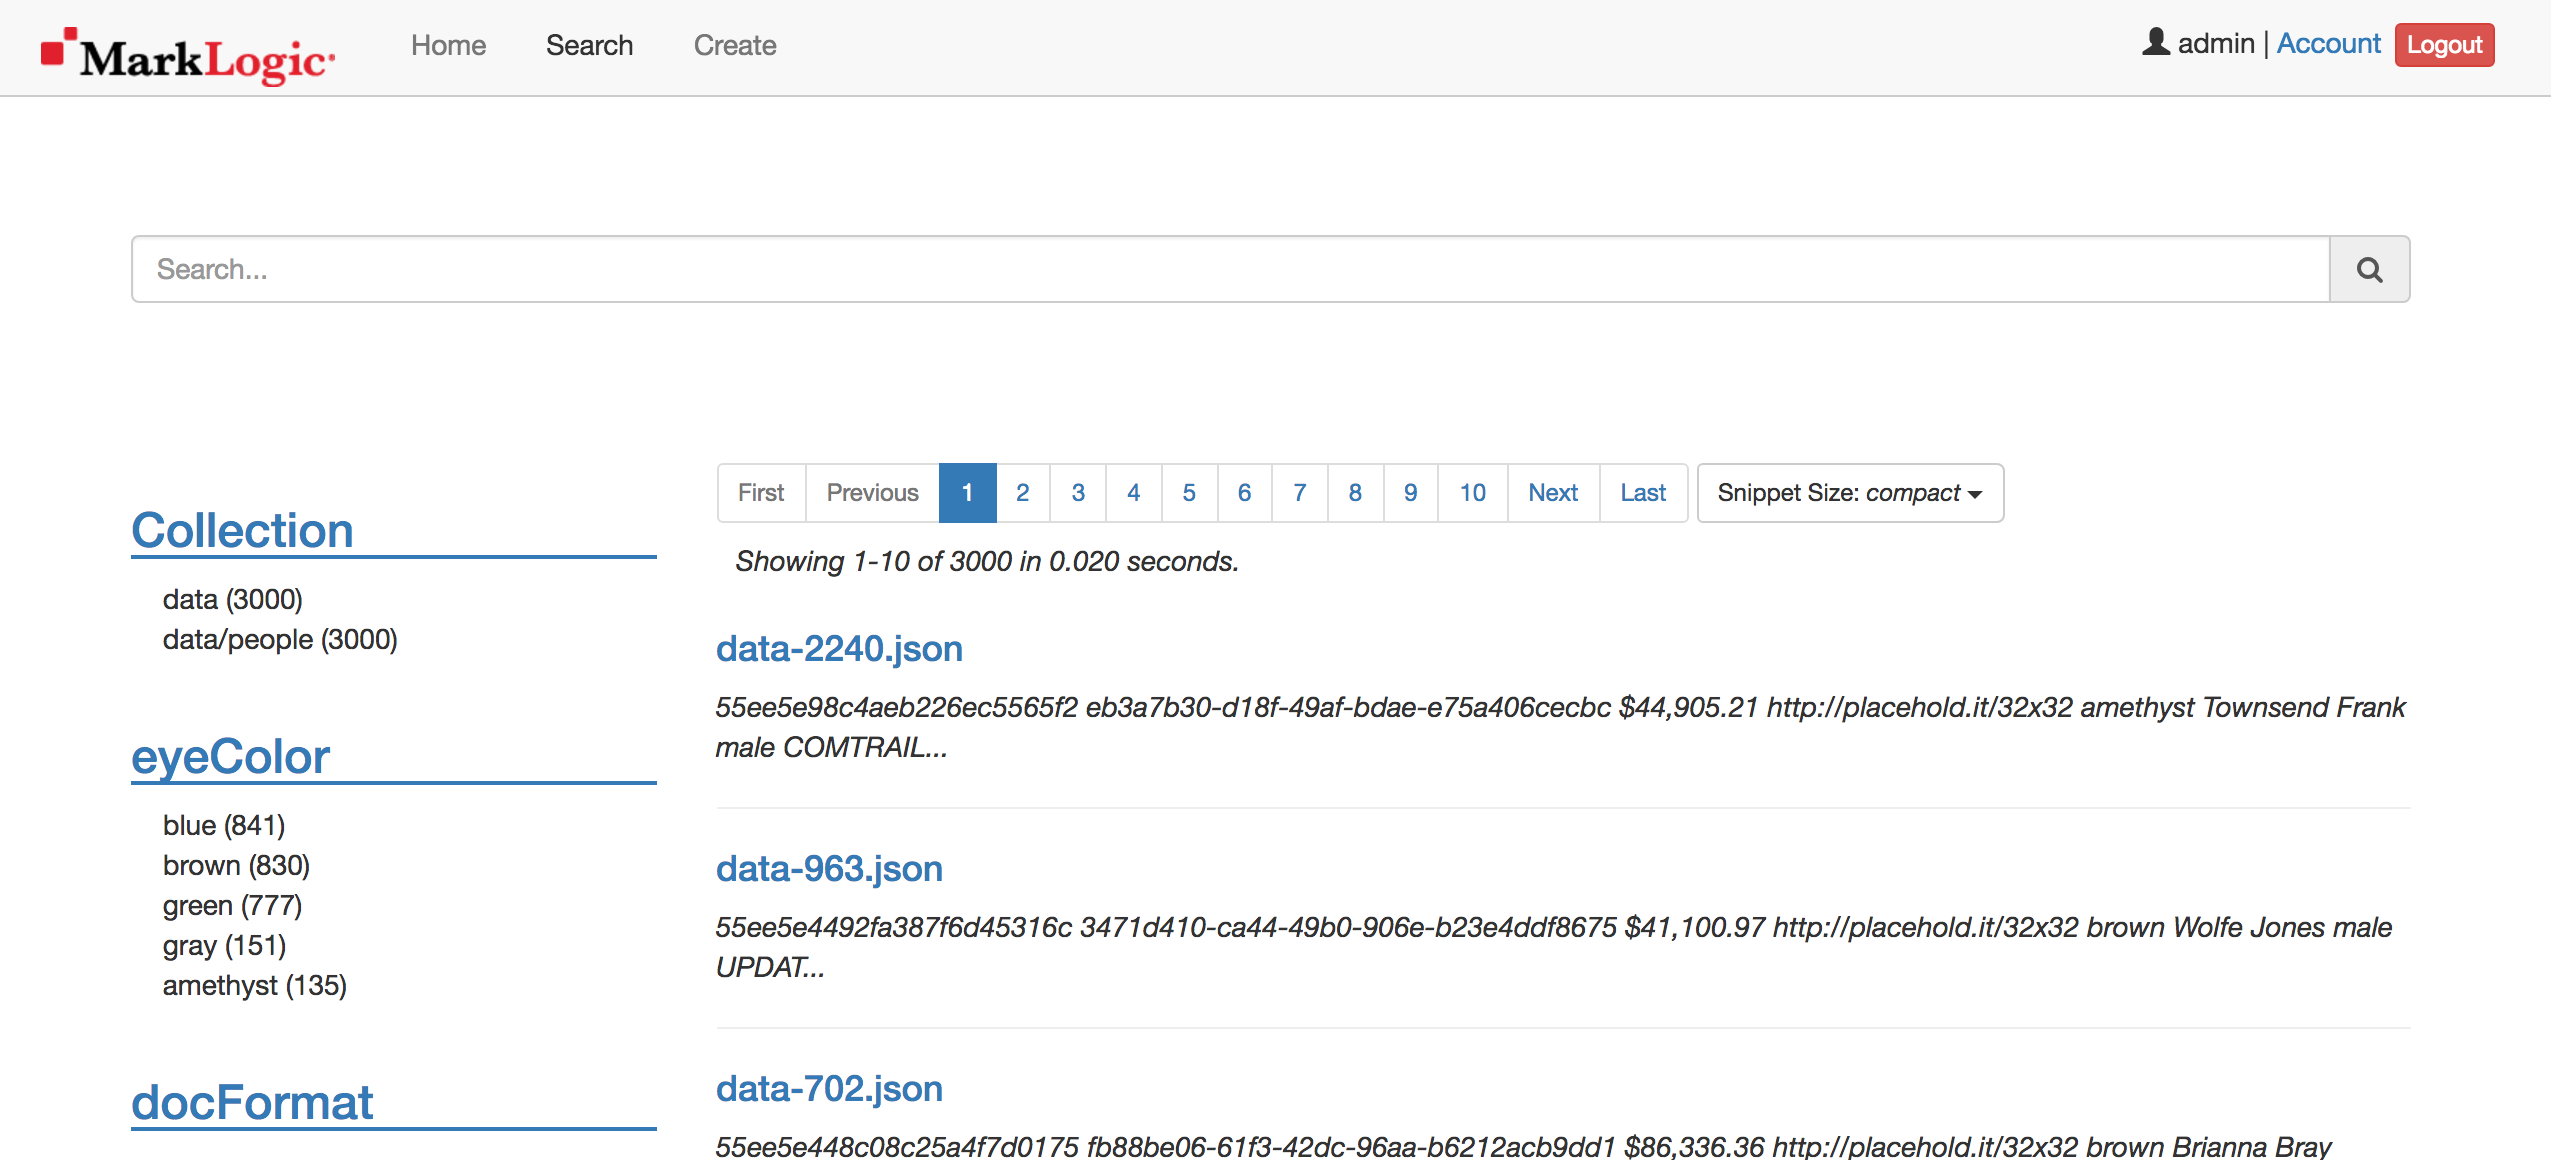 MarkLogic
Home Search Create
admin | Account Logout
Search...
First Previous 1 2 3 4 5 6 7 8 9 10 Next Last Snippet Size: compact
Showing 1-10 of 3000 in 0.020 seconds.
Collection
data (3000)
data/people (3000)
eyeColor
blue (841)
brown (830)
green (777)
gray (151)
amethyst (135)
docFormat
data-2240.json
55ee5e98c4aeb226ec5565f2 eb3a7b30-d18f-49af-bdae-e75a406cecbc $44,905.21 http://placehold.it/32x32 amethyst Townsend Frank
male COMTRAIL...
data-963.json
55ee5e4492fa387f6d45316c 3471d410-ca44-49b0-906e-b23e4ddf8675 $41,100.97 http://placehold.it/32x32 brown Wolfe Jones male
UPDAT...
data-702.json
55ee5e448c08c25a4f7d0175 fb88be06-61f3-42dc-96aa-b6212acb9dd1 $86,336.36 http://placehold.it/32x32 brown Brianna Bray